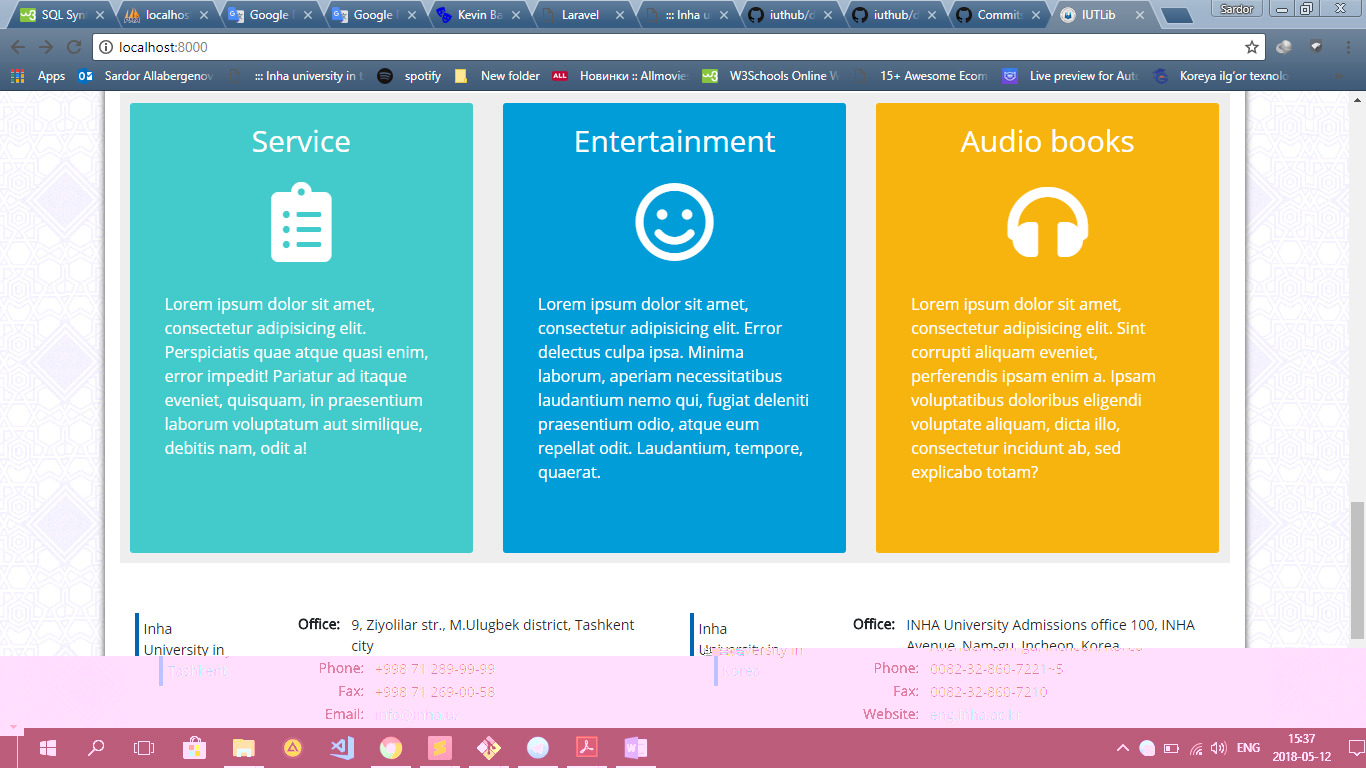 SQL Syn
localhos
Google
Google
Kevin Ba
Laravel
::: Inha u
iuthub/d
iuthub/d
Commits
IUTLib
Sardor
localhost:8000
Apps
Sardor Allabergenov
::: Inha university in t
spotify
New folder
ALL
Новинки :: Allmovies
W3Schools Online W
15+ Awesome Ecom
Live preview for Auto
Koreya ilg‘or texnolo
Service
Lorem ipsum dolor sit amet,
consectetur adipisicing elit.
Perspiciatis quae atque quasi enim,
error impedit! Pariatur ad itaque
eveniet, quisquam, in praesentium
laborum voluptatum aut similique,
debitis nam, odit a!
Entertainment
Lorem ipsum dolor sit amet,
consectetur adipisicing elit. Error
delectus culpa ipsa. Minima
laborum, aperiam necessitatibus
laudantium nemo qui, fugiat deleniti
praesentium odio, atque eum
repellat odit. Laudantium, tempore,
quaerat.
Audio books
Lorem ipsum dolor sit amet,
consectetur adipisicing elit. Sint
corrupti aliquam eveniet,
perferendis ipsam enim a. Ipsam
voluptatibus doloribus eligendi
voluptate aliquam, dicta illo,
consectetur incidunt ab, sed
explicabo totam?
Inha
University in
Tashkent
Office: 9, Ziyolilar str., M.Ulugbek district, Tashkent
city
Phone: +998 71 289-99-99
Fax: +998 71 269-00-58
Email: info@inha.uz
Inha
University in
Korea
Office: INHA University Admissions office 100, INHA
Avenue, Nam-gu, Incheon, Korea
Phone: 0082-32-860-7221~5
Fax: 0082-32-860-7210
Website: eng.inha.ac.kr
ENG
15:37
2018-05-12